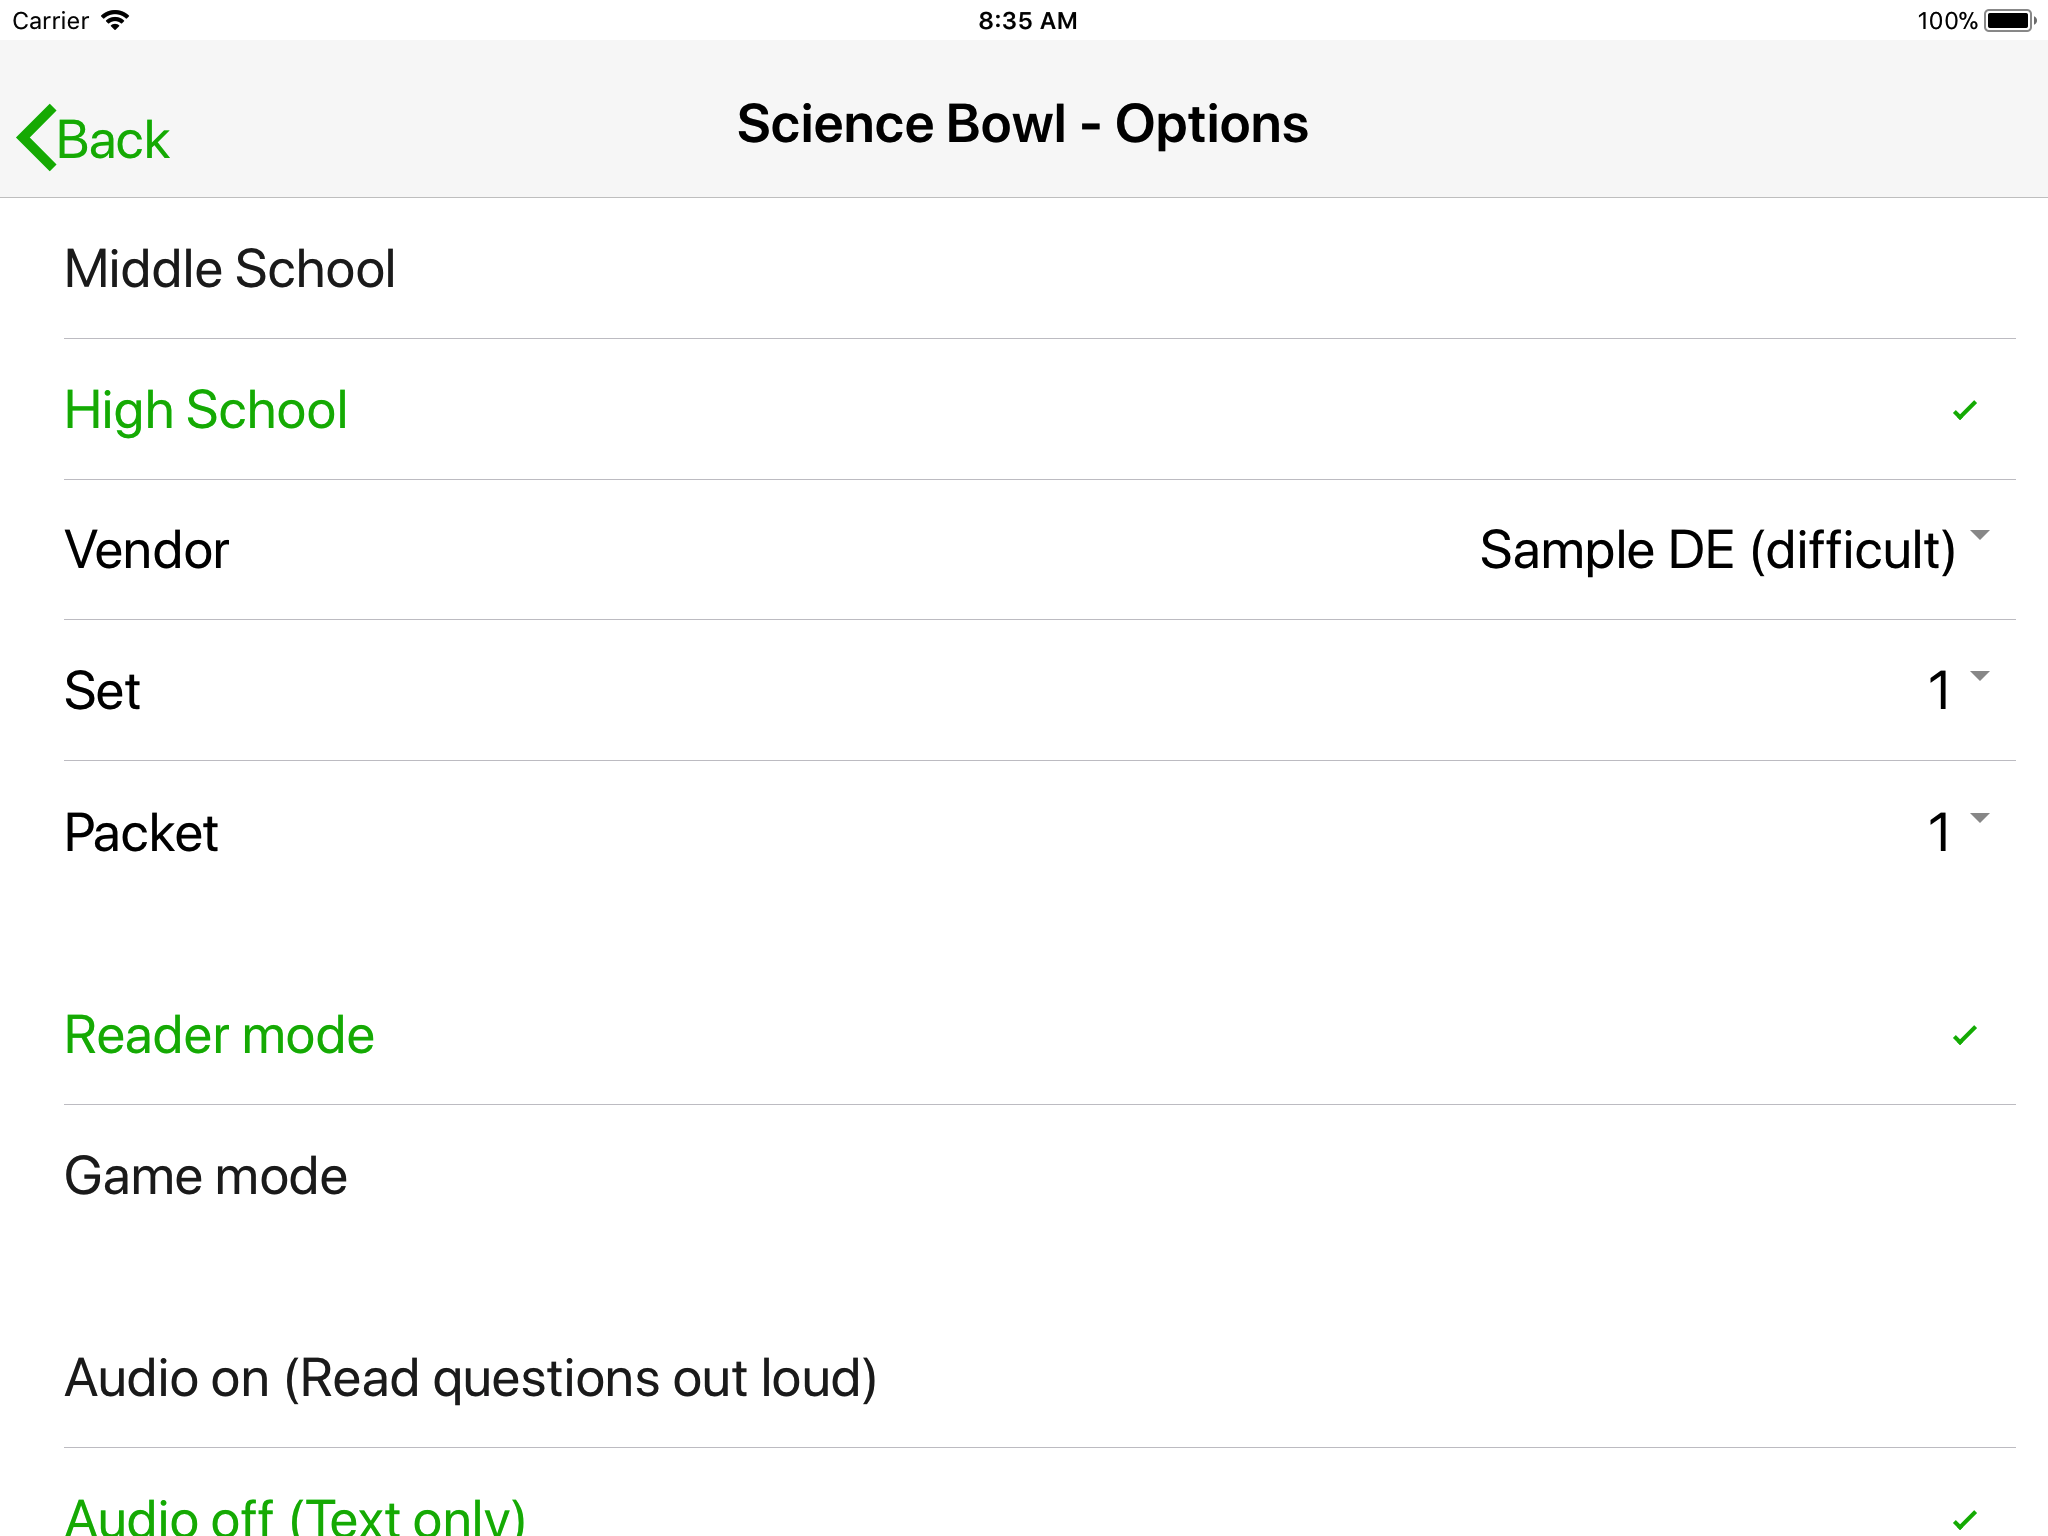 Carrier 8:35 AM 100%
Back Science Bowl - Options
Middle School
High School
Vendor Sample DE (difficult)
Set 1
Packet 1
Reader mode
Game mode
Audio on (Read questions out loud)
Audio off (Text only)